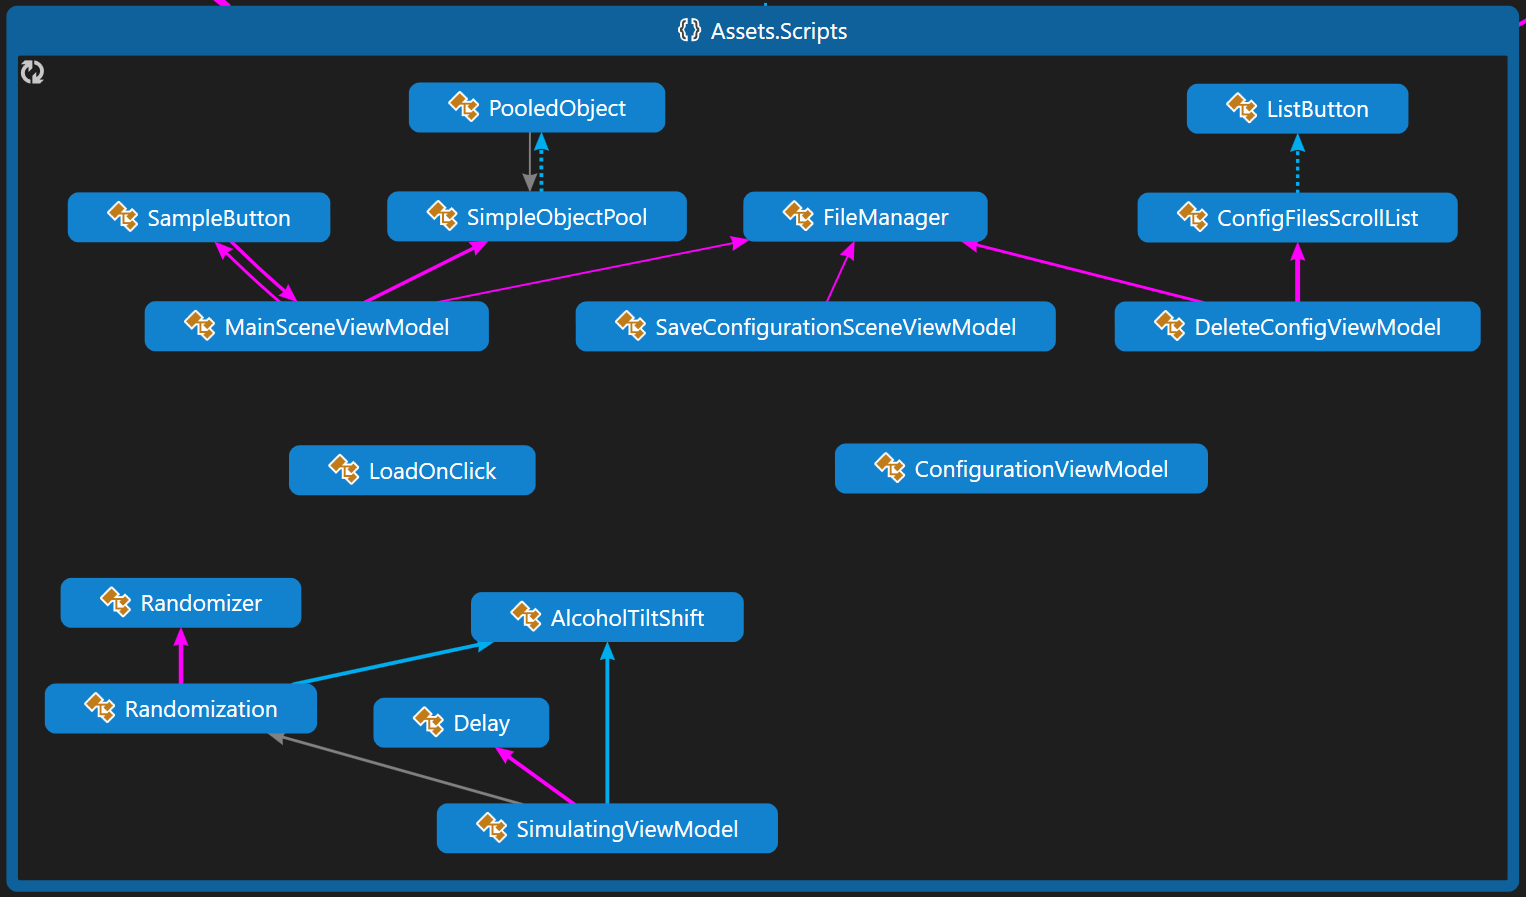 Assets.Scripts
PooledObject
ListButton
SampleButton
SimpleObjectPool
FileManager
ConfigFilesScrollList
MainSceneViewModel
SaveConfigurationSceneViewModel
DeleteConfigViewModel
LoadOnClick
ConfigurationViewModel
Randomizer
AlcoholTiltShift
Randomization
Delay
SimulatingViewModel